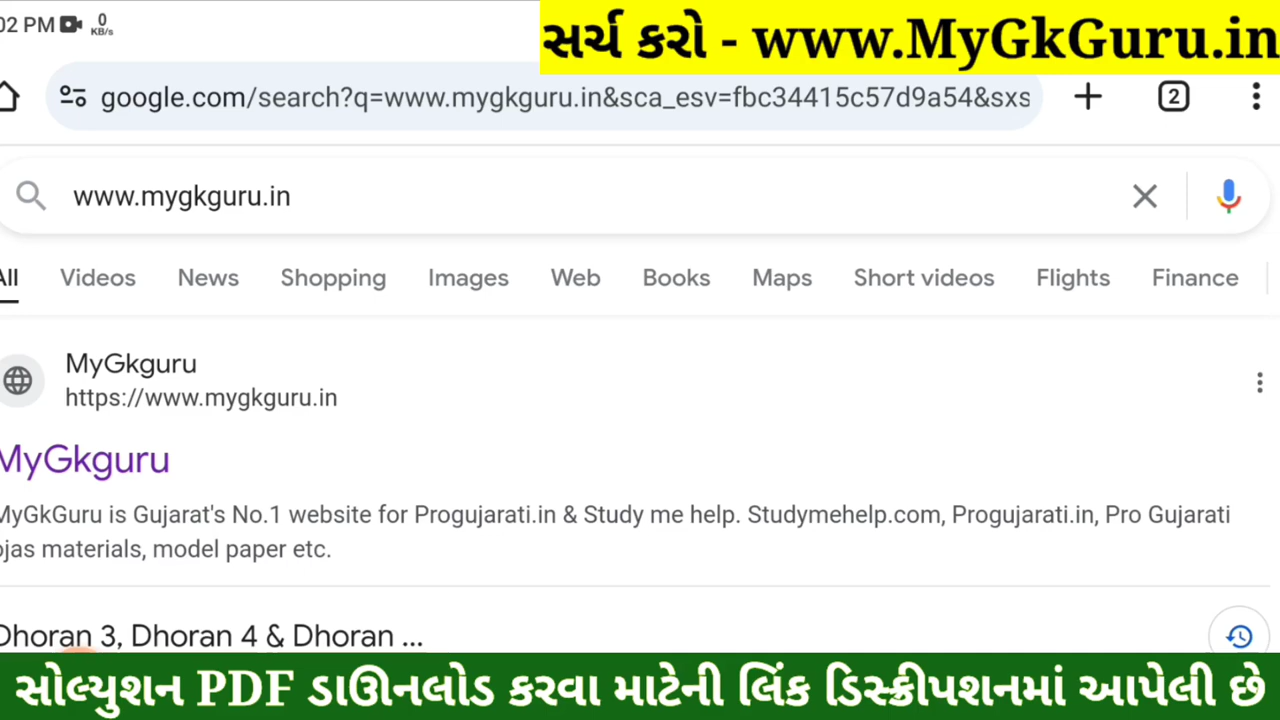 02 PM 0 KB/s
સર્ચ કરો - www.MyGkGuru.in
google.com/search?q=www.mygkguru.in&sca_esv=fbc34415c57d9a54&sxs
2
www.mygkguru.in
All Videos News Shopping Images Web Books Maps Short videos Flights Finance
MyGkguru
https://www.mygkguru.in
MyGkguru
MyGkGuru is Gujarat's No.1 website for Progujarati.in & Study me help. Studymehelp.com, Progujarati.in, Pro Gujarati
ojas materials, model paper etc.
Dhoran 3, Dhoran 4 & Dhoran ...
સોલ્યુશન PDF ડાઊનલોડ કરવા માટેની લિંક ડિસ્ક્રીપશનમાં આપેલી છે